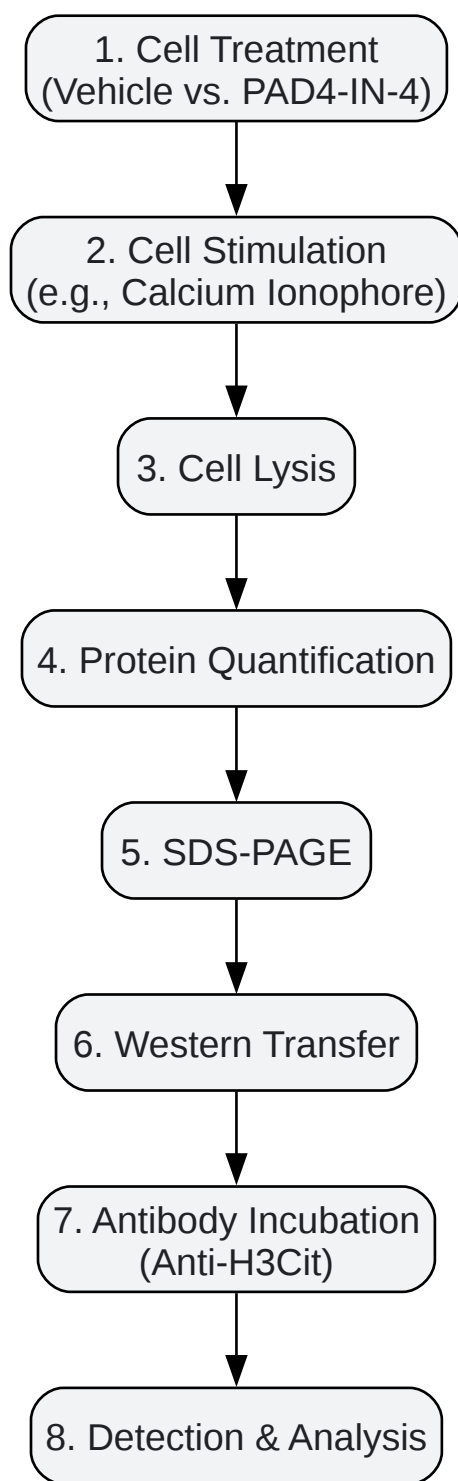 1. Cell Treatment
(Vehicle vs. PAD4-IN-4)
2. Cell Stimulation
(e.g., Calcium Ionophore)
3. Cell Lysis
4. Protein Quantification
5. SDS-PAGE
6. Western Transfer
7. Antibody Incubation
(Anti-H3Cit)
8. Detection & Analysis